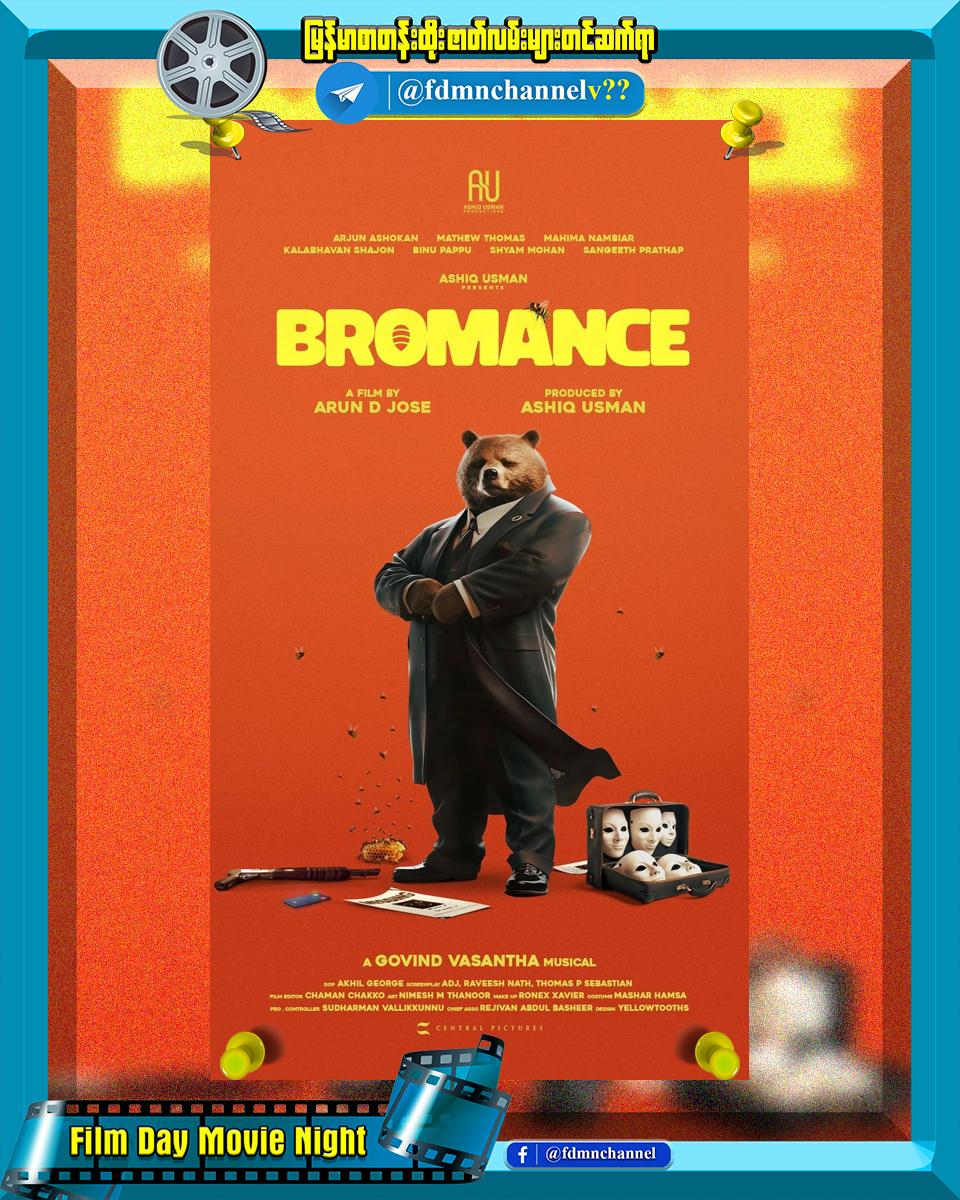 မြန်မာစာတန်းထိုးဇာတ်လမ်းများတင်ဆက်ရာ
@fdmnchannelv??
AU
ASHIQ USMAN
PRODUCTIONS
ARJUN ASHOKAN MATHEW THOMAS MAHIMA NAMBIAR
KALABHAVAN SHAJON BINU PAPPU SHYAM MOHAN SANGEETH PRATHAP
ASHIQ USMAN
PRESENTS
BROMANCE
A FILM BY PRODUCED BY
ARUN D JOSE ASHIQ USMAN
A GOVIND VASANTHA MUSICAL
DOP AKHIL GEORGE SCREENPLAY ADJ, RAVEESH NATH, THOMAS P SEBASTIAN
FILM EDITOR CHAMAN CHAKKO ART NIMESH M THANOOR MAKE UP RONEX XAVIER COSTUME MASHAR HAMSA
PRO . CONTROLLER SUDHARMAN VALLIKKUNNU CHIEF ASSO REJIVAN ABDUL BASHEER DESIGN YELLOWTOOTHS
CENTRAL PICTURES
Film Day Movie Night
f @fdmnchannel